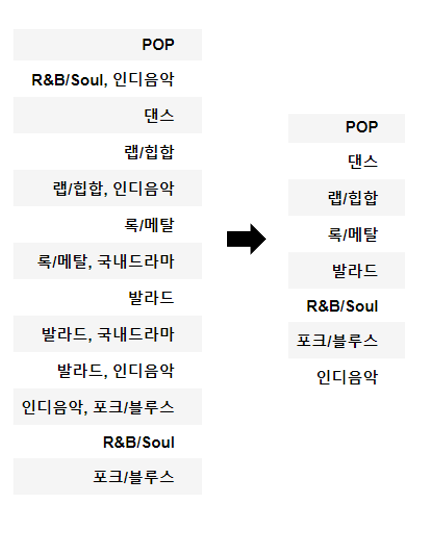 POP
R&B/Soul, 인디음악
댄스
랩/힙합
랩/힙합, 인디음악
록/메탈
록/메탈, 국내드라마
발라드
발라드, 국내드라마
발라드, 인디음악
인디음악, 포크/블루스
R&B/Soul
포크/블루스
POP
댄스
랩/힙합
록/메탈
발라드
R&B/Soul
포크/블루스
인디음악